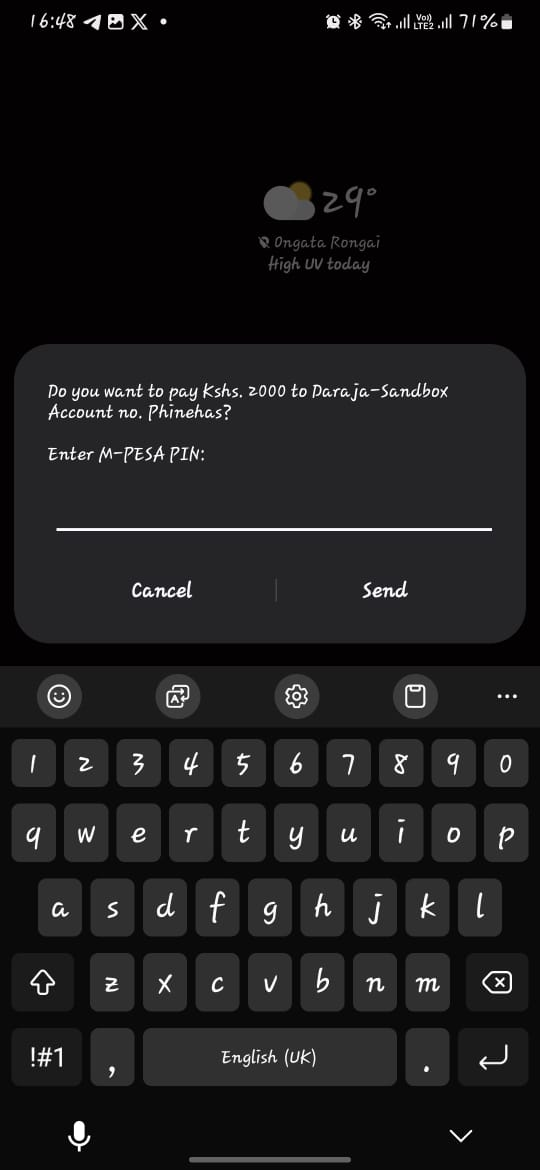 16:48 X Vo)) LTE2 71%
29°
Ongata Rongai
High UV today
Do you want to pay Kshs. 2000 to Daraja-Sandbox
Account no. Phinehas?
Enter M-PESA PIN:
Cancel Send
1 2 3 4 5 6 7 8 9 0
q w e r t y u i o p
a s d f g h j k l
z x c v b n m
!#1 , English (UK) .